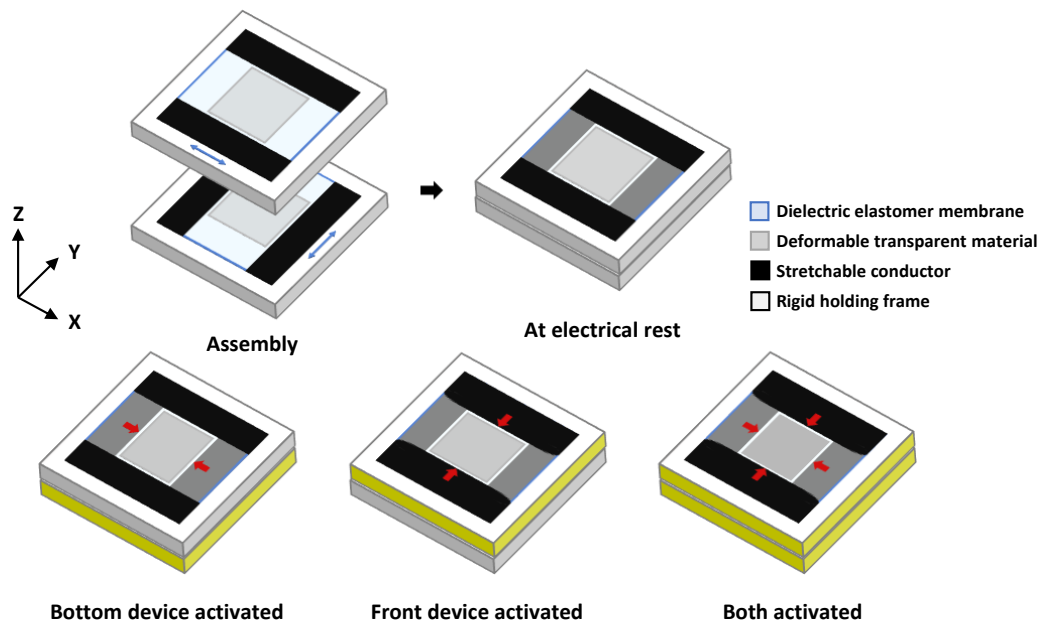 Z
Y
X
Assembly
At electrical rest
Dielectric elastomer membrane
Deformable transparent material
Stretchable conductor
Rigid holding frame
Bottom device activated
Front device activated
Both activated